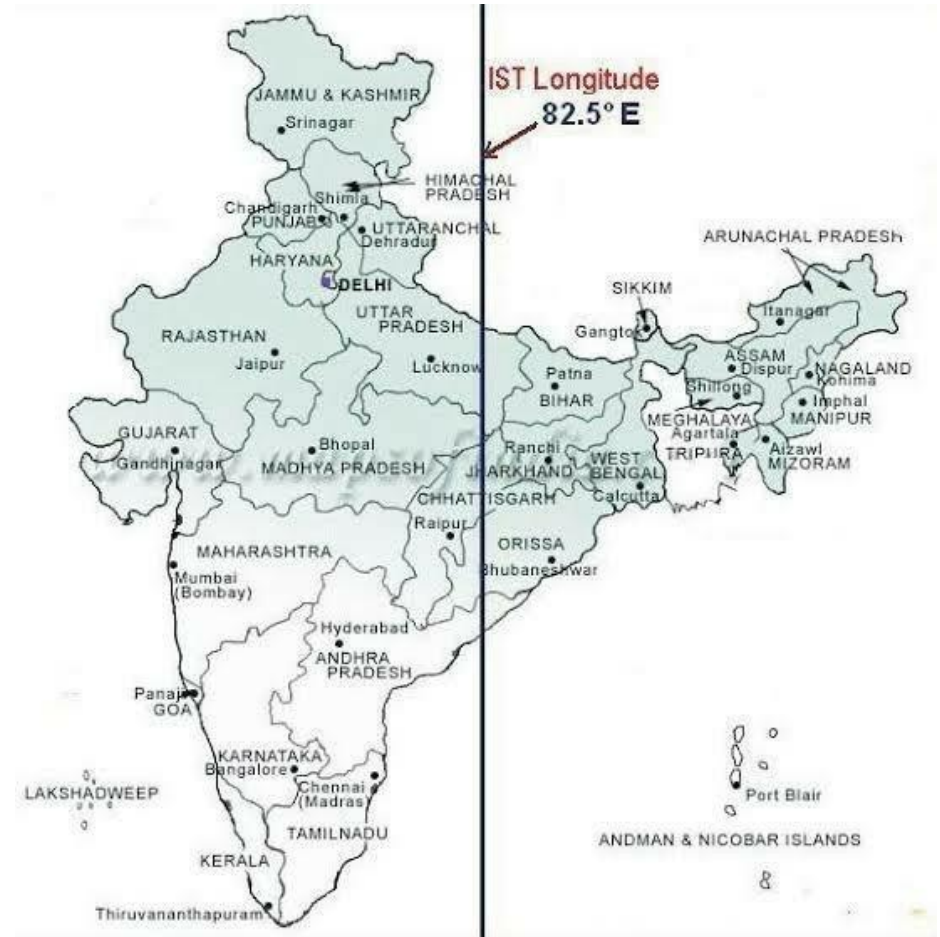 IST Longitude
82.5° E
JAMMU & KASHMIR
Srinagar
HIMACHAL
PRADESH
Shimla
Chandigarh
PUNJAB
UTTARANCHAL
Dehradun
HARYANA
DELHI
ARUNACHAL PRADESH
SIKKIM
Itanagar
UTTAR
PRADESH
Gangtok
RAJASTHAN
Jaipur
Lucknow
ASSAM
Dispur
NAGALAND
Kohima
Patna
BIHAR
Shillong
Imphal
MANIPUR
MEGHALAYA
GUJARAT
Gandhinagar
Bhopal
MADHYA PRADESH
Ranchi
JHARKHAND
WEST
BENGAL
Calcutta
Agartala
TRIPURA
Aizawl
MIZORAM
CHHATTISGARH
Raipur
ORISSA
Bhubaneshwar
MAHARASHTRA
Mumbai
(Bombay)
Hyderabad
ANDHRA
PRADESH
Panaji
GOA
KARNATAKA
Bangalore
Chennai
(Madras)
LAKSHADWEEP
Port Blair
TAMILNADU
ANDMAN & NICOBAR ISLANDS
KERALA
Thiruvananthapuram